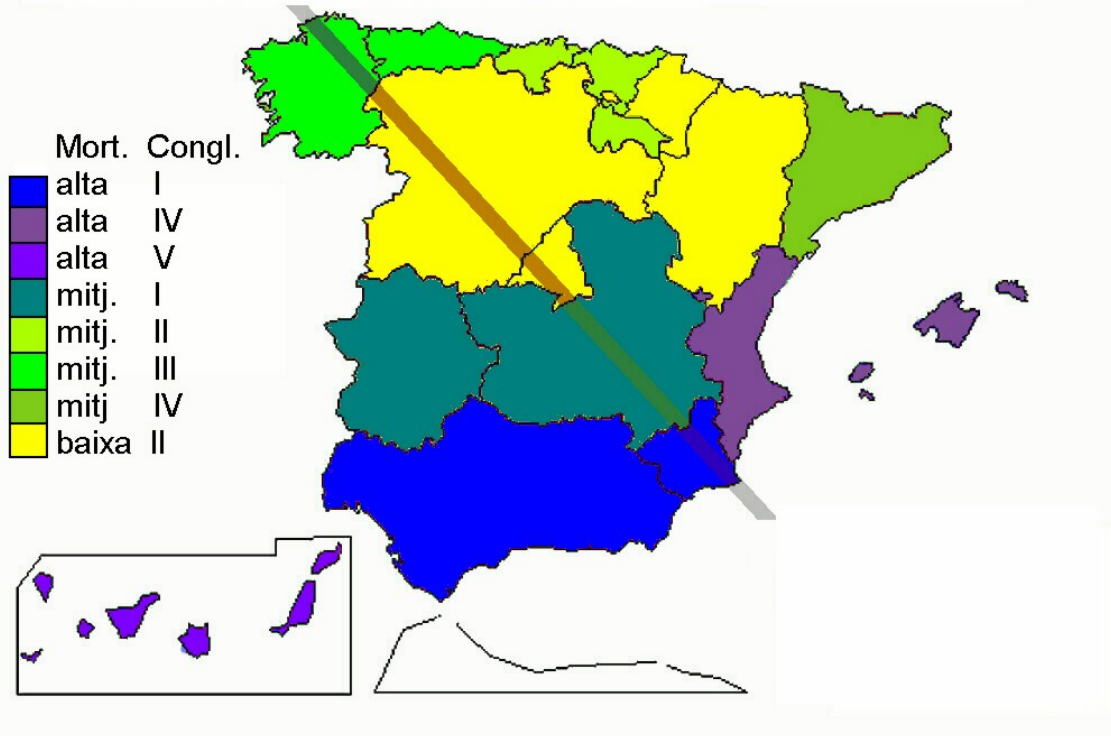 Mort. Congl.
alta I
alta IV
alta V
mitj. I
mitj. II
mitj. III
mitj IV
baixa II